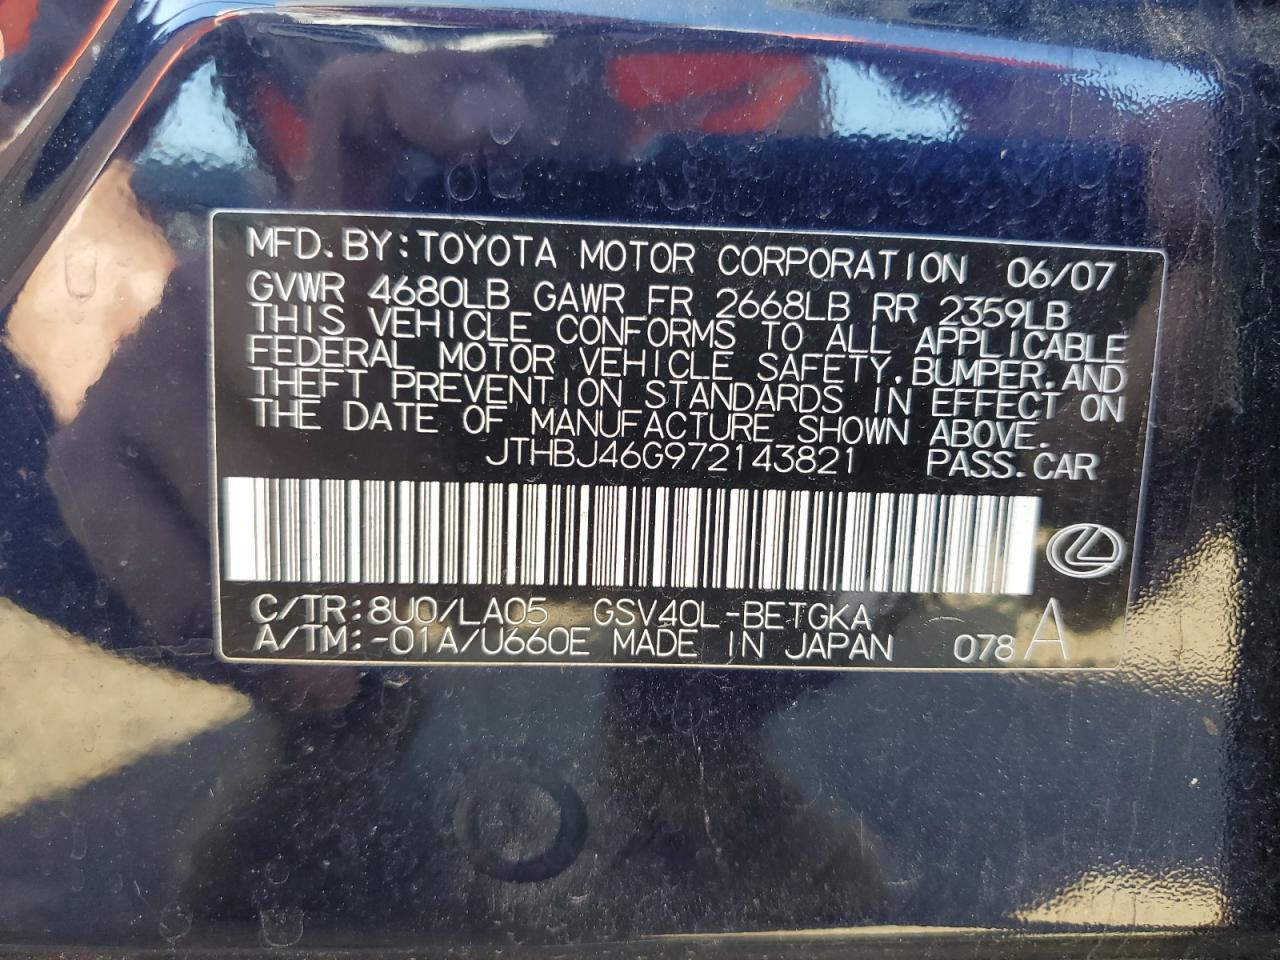 MFD.BY:TOYOTA MOTOR CORPORATION 06/07
GVWR 4680LB GAWR FR 2668LB RR 2359LB
THIS VEHICLE CONFORMS TO ALL APPLICABLE
FEDERAL MOTOR VEHICLE SAFETY,BUMPER,AND
THEFT PREVENTION STANDARDS IN EFFECT ON
THE DATE OF MANUFACTURE SHOWN ABOVE.
JTHBJ46G972143821 PASS.CAR
C/TR:8U0/LA05 GSV40L-BETGKA
A/TM:-01A/U660E MADE IN JAPAN 078 A